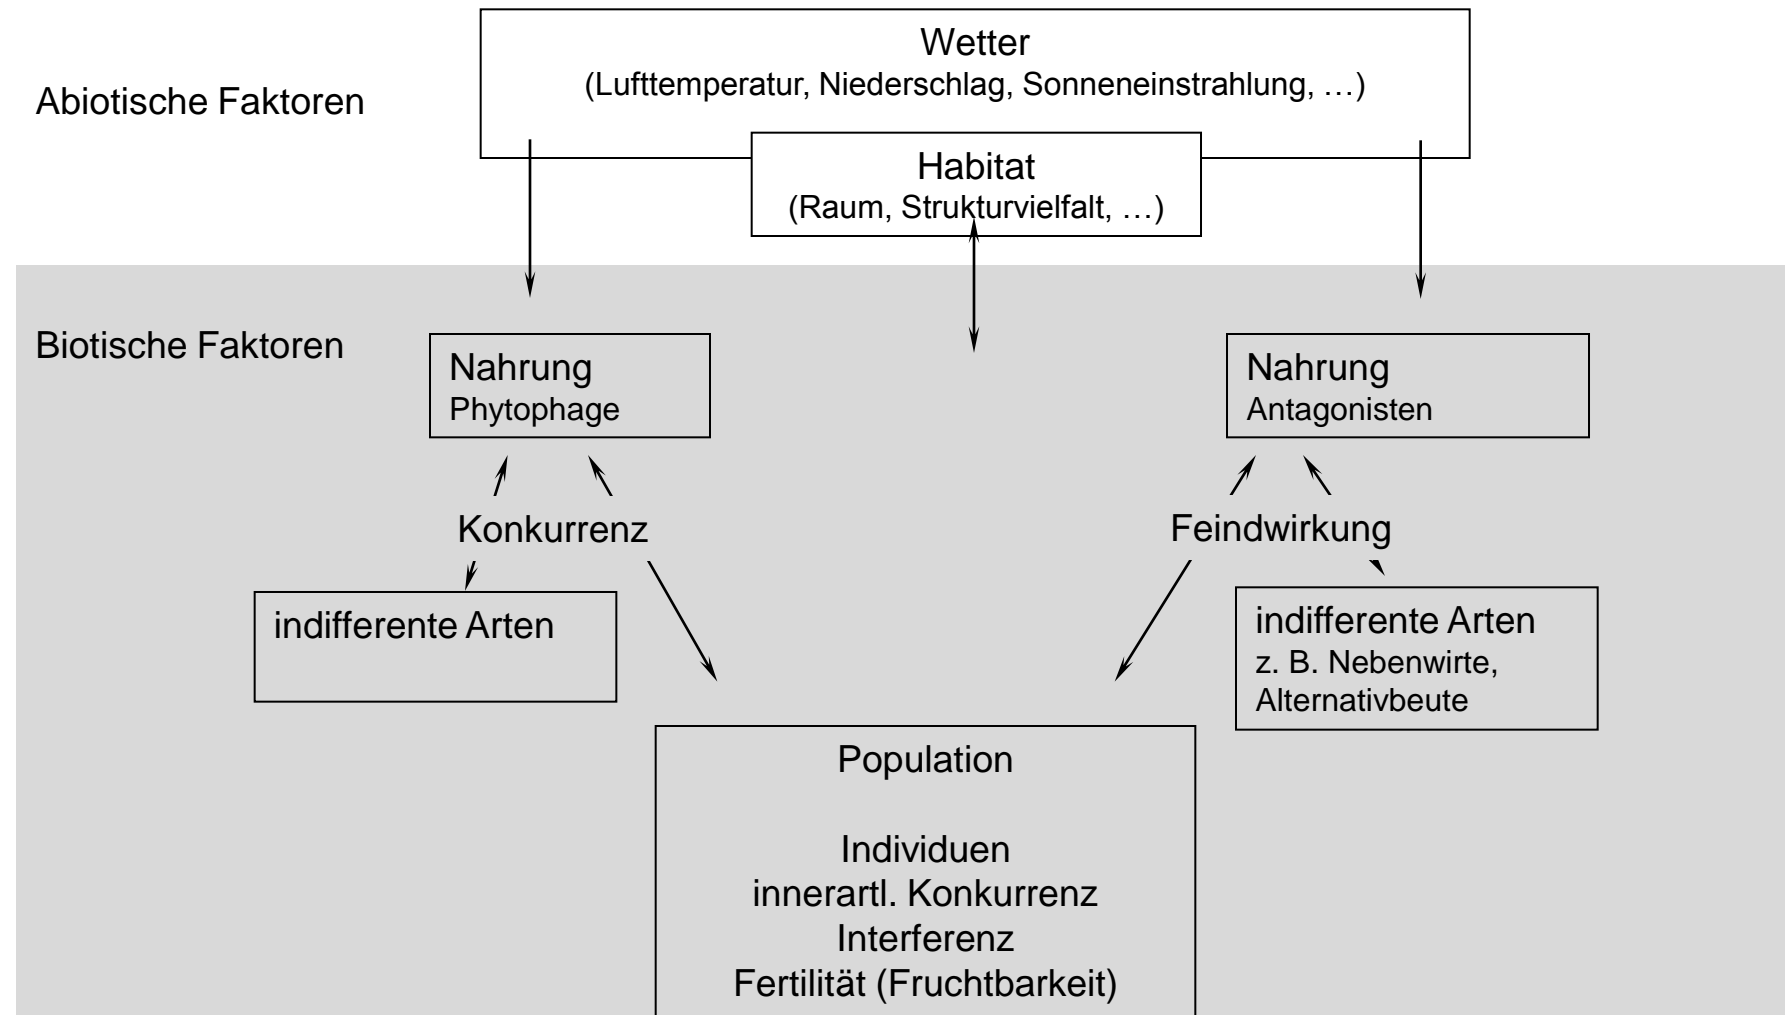 Wetter
(Lufttemperatur, Niederschlag, Sonneneinstrahlung, …)
Abiotische Faktoren
Habitat
(Raum, Strukturvielfalt, …)
Biotische Faktoren
Nahrung
Phytophage
Nahrung
Antagonisten
Konkurrenz
Feindwirkung
indifferente Arten
indifferente Arten
z. B. Nebenwirte,
Alternativbeute
Population
Individuen
innerartl. Konkurrenz
Interferenz
Fertilität (Fruchtbarkeit)